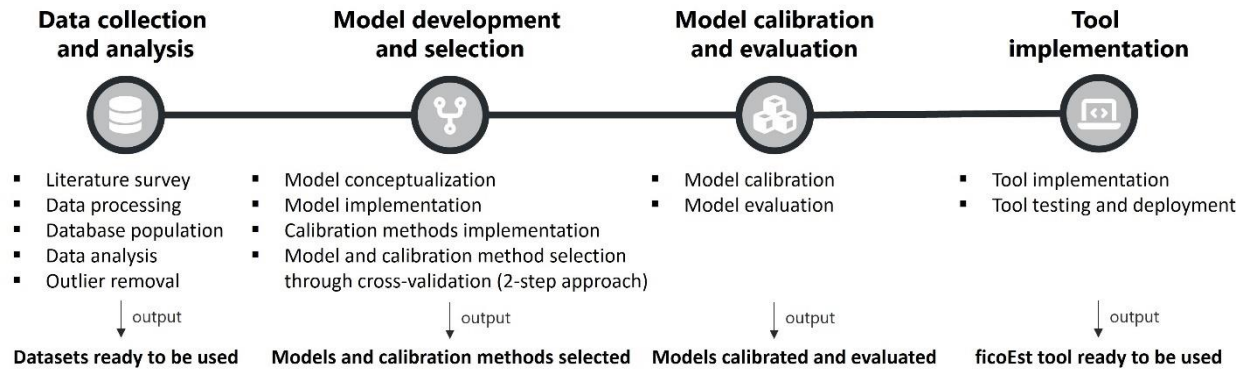 Data collection
and analysis
Model development
and selection
Model calibration
and evaluation
Tool
implementation
▪ Literature survey
▪ Data processing
▪ Database population
▪ Data analysis
▪ Outlier removal
output
Datasets ready to be used
▪ Model conceptualization
▪ Model implementation
▪ Calibration methods implementation
▪ Model and calibration method selection
through cross-validation (2-step approach)
output
Models and calibration methods selected
▪ Model calibration
▪ Model evaluation
output
Models calibrated and evaluated
▪ Tool implementation
▪ Tool testing and deployment
output
ficoEst tool ready to be used